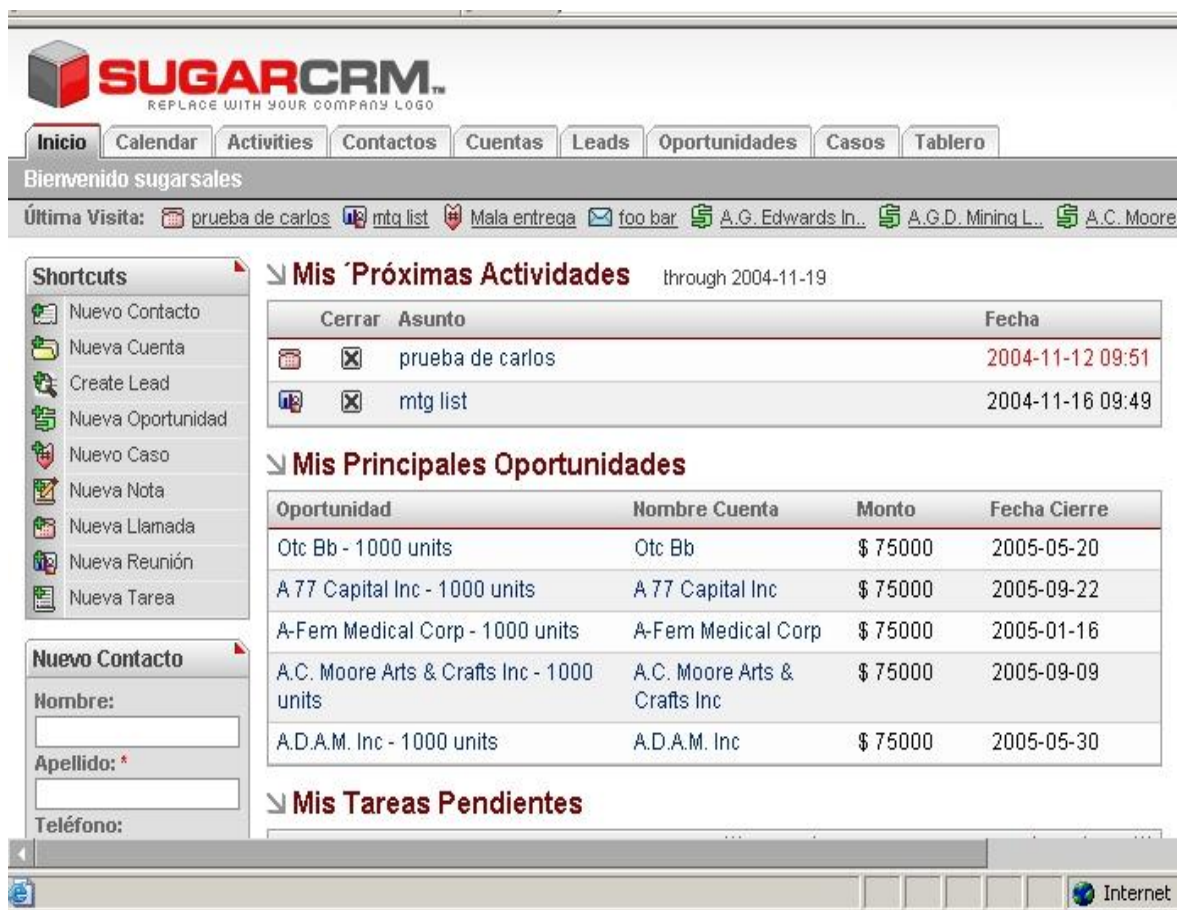 SUGARCRM™
REPLACE WITH YOUR COMPANY LOGO
Inicio Calendar Activities Contactos Cuentas Leads Oportunidades Casos Tablero
Bienvenido sugarsales
Última Visita: prueba de carlos mtg list Mala entrega foo bar A.G. Edwards In.. A.G.D. Mining L.. A.C. Moore
Shortcuts
Nuevo Contacto
Nueva Cuenta
Create Lead
Nueva Oportunidad
Nuevo Caso
Nueva Nota
Nueva Llamada
Nueva Reunión
Nueva Tarea
Nuevo Contacto
Nombre:
Apellido: *
Teléfono:
Mis ´Próximas Actividades through 2004-11-19
Cerrar Asunto Fecha
prueba de carlos 2004-11-12 09:51
mtg list 2004-11-16 09:49
Mis Principales Oportunidades
Oportunidad Nombre Cuenta Monto Fecha Cierre
Otc Bb - 1000 units Otc Bb $ 75000 2005-05-20
A 77 Capital Inc - 1000 units A 77 Capital Inc $ 75000 2005-09-22
A-Fem Medical Corp - 1000 units A-Fem Medical Corp $ 75000 2005-01-16
A.C. Moore Arts & Crafts Inc - 1000 A.C. Moore Arts & $ 75000 2005-09-09
units Crafts Inc
A.D.A.M. Inc - 1000 units A.D.A.M. Inc $ 75000 2005-05-30
Mis Tareas Pendientes
Internet